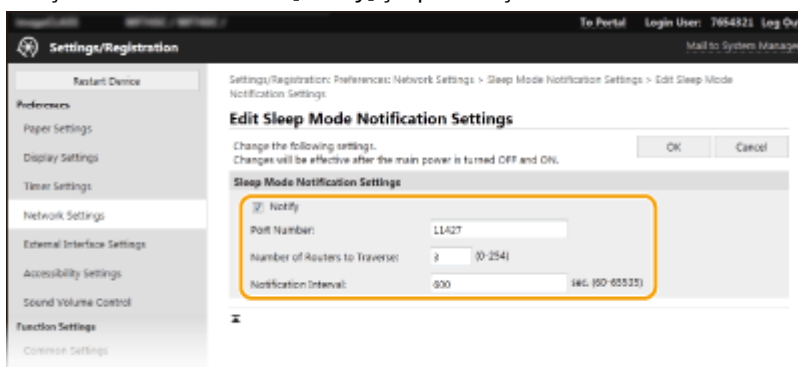 To Portal Login User: 7654321 Log Ou
Settings/Registration
Mail to System Manage
Restart Device
Preferences
Paper Settings
Display Settings
Timer Settings
Network Settings
External Interface Settings
Accessibility Settings
Sound Volume Control
Function Settings
Common Settings
Settings/Registration: Preferences: Network Settings > Sleep Mode Notification Settings > Edit Sleep Mode
Notification Settings
Edit Sleep Mode Notification Settings
Change the following settings.
Changes will be effective after the main power is turned OFF and ON.
OK Cancel
Sleep Mode Notification Settings
Notify
Port Number: 11427
Number of Routers to Traverse: 3 (0-254)
Notification Interval: 600 sec. (60-65535)